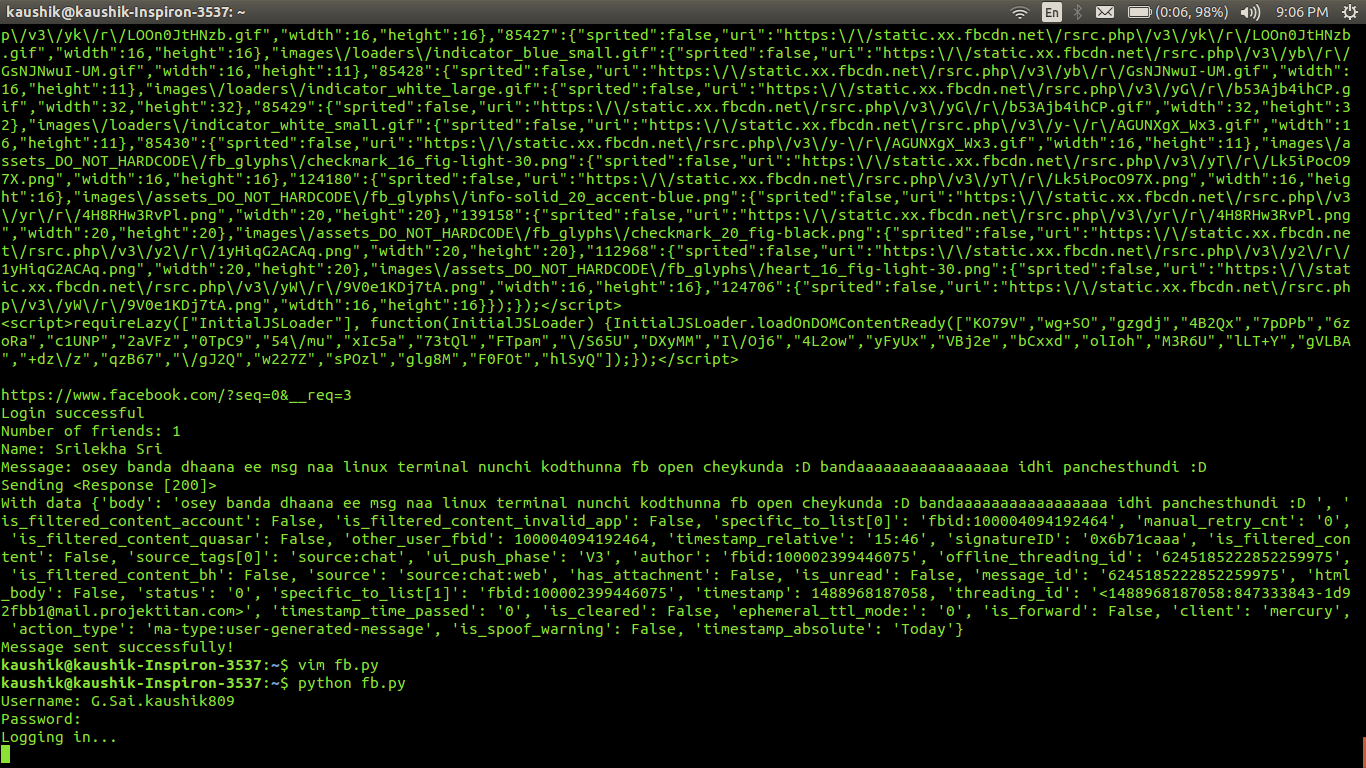 kaushik@kaushik-Inspiron-3537: ~
En
(0:06, 98%)
9:06 PM
p\/v3\/yk\/r\/LOOn0JtHNzb.gif","width":16,"height":16},"85427":{"sprited":false,"uri":"https:\/\/static.xx.fbcdn.net\/rsrc.php\/v3\/yk\/r\/LOOn0JtHNzb
.gif","width":16,"height":16},"images\/loaders\/indicator_blue_small.gif":{"sprited":false,"uri":"https:\/\/static.xx.fbcdn.net\/rsrc.php\/v3\/yb\/r\/
GsNJNwuI-UM.gif","width":16,"height":11},"85428":{"sprited":false,"uri":"https:\/\/static.xx.fbcdn.net\/rsrc.php\/v3\/yb\/r\/GsNJNwuI-UM.gif","width":
16,"height":11},"images\/loaders\/indicator_white_large.gif":{"sprited":false,"uri":"https:\/\/static.xx.fbcdn.net\/rsrc.php\/v3\/yG\/r\/b53Ajb4ihCP.g
if","width":32,"height":32},"85429":{"sprited":false,"uri":"https:\/\/static.xx.fbcdn.net\/rsrc.php\/v3\/yG\/r\/b53Ajb4ihCP.gif","width":32,"height":3
2},"images\/loaders\/indicator_white_small.gif":{"sprited":false,"uri":"https:\/\/static.xx.fbcdn.net\/rsrc.php\/v3\/y-\/r\/AGUNXgX_Wx3.gif","width":1
6,"height":11},"85430":{"sprited":false,"uri":"https:\/\/static.xx.fbcdn.net\/rsrc.php\/v3\/y-\/r\/AGUNXgX_Wx3.gif","width":16,"height":11},"images\/a
ssets_DO_NOT_HARDCODE\/fb_glyphs\/checkmark_16_fig-light-30.png":{"sprited":false,"uri":"https:\/\/static.xx.fbcdn.net\/rsrc.php\/v3\/yT\/r\/Lk5iPocO9
7X.png","width":16,"height":16},"124180":{"sprited":false,"uri":"https:\/\/static.xx.fbcdn.net\/rsrc.php\/v3\/yT\/r\/Lk5iPocO97X.png","width":16,"heig
ht":16},"images\/assets_DO_NOT_HARDCODE\/fb_glyphs\/info-solid_20_accent-blue.png":{"sprited":false,"uri":"https:\/\/static.xx.fbcdn.net\/rsrc.php\/v3
\/yr\/r\/4H8RHw3RvPl.png","width":20,"height":20},"139158":{"sprited":false,"uri":"https:\/\/static.xx.fbcdn.net\/rsrc.php\/v3\/yr\/r\/4H8RHw3RvPl.png
","width":20,"height":20},"images\/assets_DO_NOT_HARDCODE\/fb_glyphs\/checkmark_20_fig-black.png":{"sprited":false,"uri":"https:\/\/static.xx.fbcdn.ne
t\/rsrc.php\/v3\/y2\/r\/1yHiqG2ACAq.png","width":20,"height":20},"112968":{"sprited":false,"uri":"https:\/\/static.xx.fbcdn.net\/rsrc.php\/v3\/y2\/r\/
1yHiqG2ACAq.png","width":20,"height":20},"images\/assets_DO_NOT_HARDCODE\/fb_glyphs\/heart_16_fig-light-30.png":{"sprited":false,"uri":"https:\/\/stat
ic.xx.fbcdn.net\/rsrc.php\/v3\/yW\/r\/9V0e1KDj7tA.png","width":16,"height":16},"124706":{"sprited":false,"uri":"https:\/\/static.xx.fbcdn.net\/rsrc.ph
p\/v3\/yW\/r\/9V0e1KDj7tA.png","width":16,"height":16}});});</script>
<script>requireLazy(["InitialJSLoader"], function(InitialJSLoader) {InitialJSLoader.loadOnDOMContentReady(["KO79V","wg+SO","gzgdj","4B2Qx","7pDPb","6z
oRa","c1UNP","2aVFz","0TpC9","54\/mu","xIc5a","73tQl","FTpam","\/S65U","DXyMM","I\/Oj6","4L2ow","yFyUx","VBj2e","bCxxd","olIoh","M3R6U","lLT+Y","gVLBA
","+dz\/z","qzB67","\/gJ2Q","w227Z","sPOzl","glg8M","F0FOt","hlSyQ"]);});</script>
https://www.facebook.com/?seq=0&__req=3
Login successful
Number of friends: 1
Name: Srilekha Sri
Message: osey banda dhaana ee msg naa linux terminal nunchi kodthunna fb open cheykunda :D bandaaaaaaaaaaaaaaaaa idhi panchesthundi :D
Sending <Response [200]>
With data {'body': 'osey banda dhaana ee msg naa linux terminal nunchi kodthunna fb open cheykunda :D bandaaaaaaaaaaaaaaaaa idhi panchesthundi :D ', '
is_filtered_content_account': False, 'is_filtered_content_invalid_app': False, 'specific_to_list[0]': 'fbid:100004094192464', 'manual_retry_cnt': '0',
 'is_filtered_content_quasar': False, 'other_user_fbid': 100004094192464, 'timestamp_relative': '15:46', 'signatureID': '0x6b71caaa', 'is_filtered_con
tent': False, 'source_tags[0]': 'source:chat', 'ui_push_phase': 'V3', 'author': 'fbid:100002399446075', 'offline_threading_id': '6245185222852259975',
 'is_filtered_content_bh': False, 'source': 'source:chat:web', 'has_attachment': False, 'is_unread': False, 'message_id': '6245185222852259975', 'html
_body': False, 'status': '0', 'specific_to_list[1]': 'fbid:100002399446075', 'timestamp': 1488968187058, 'threading_id': '<1488968187058:847333843-1d9
2fbb1@mail.projektitan.com>', 'timestamp_time_passed': '0', 'is_cleared': False, 'ephemeral_ttl_mode:': '0', 'is_forward': False, 'client': 'mercury',
 'action_type': 'ma-type:user-generated-message', 'is_spoof_warning': False, 'timestamp_absolute': 'Today'}
Message sent successfully!
kaushik@kaushik-Inspiron-3537:~$ vim fb.py
kaushik@kaushik-Inspiron-3537:~$ python fb.py
Username: G.Sai.kaushik809
Password:
Logging in...